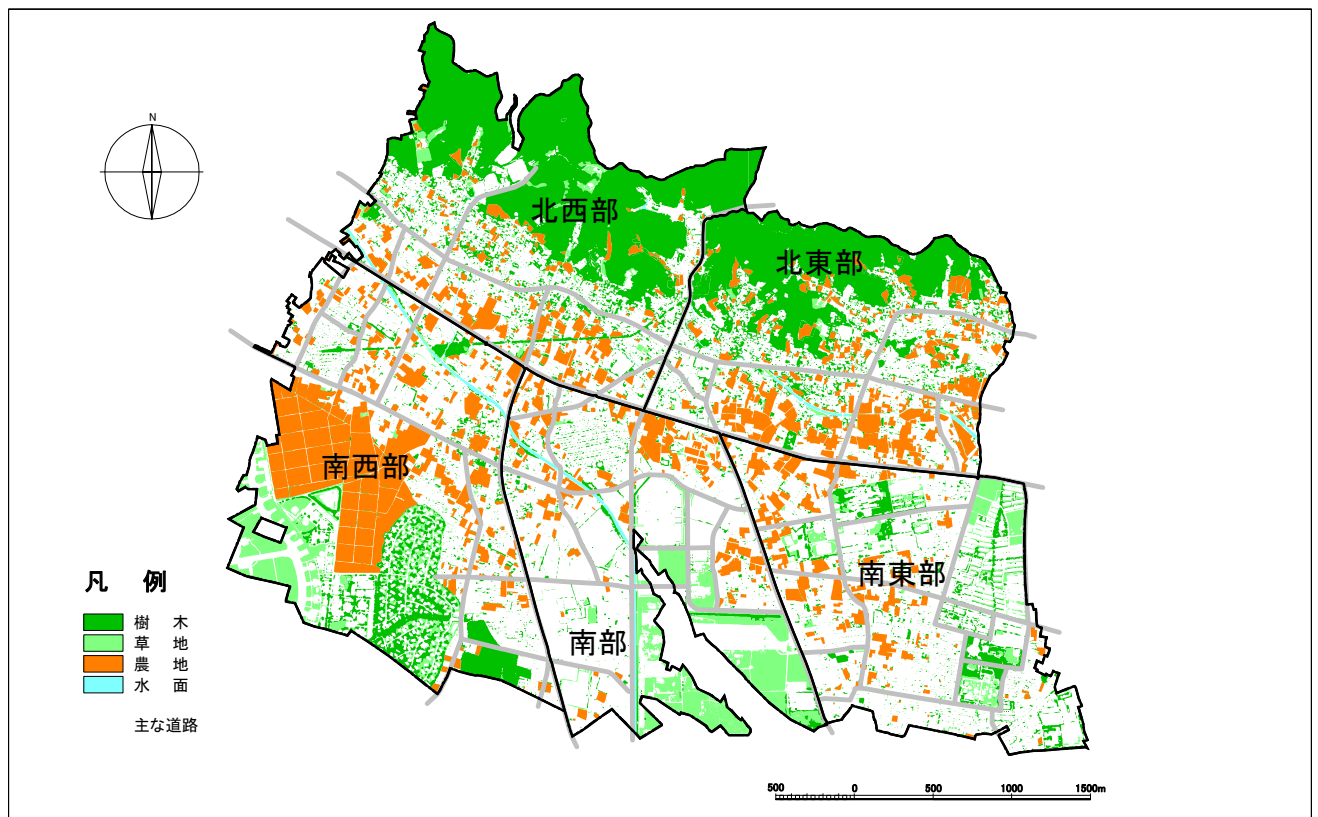 N
北西部
北東部
南西部
南東部
南部
凡 例
樹 木
草 地
農 地
水 面
主な道路
500 0 500 1000 1500m